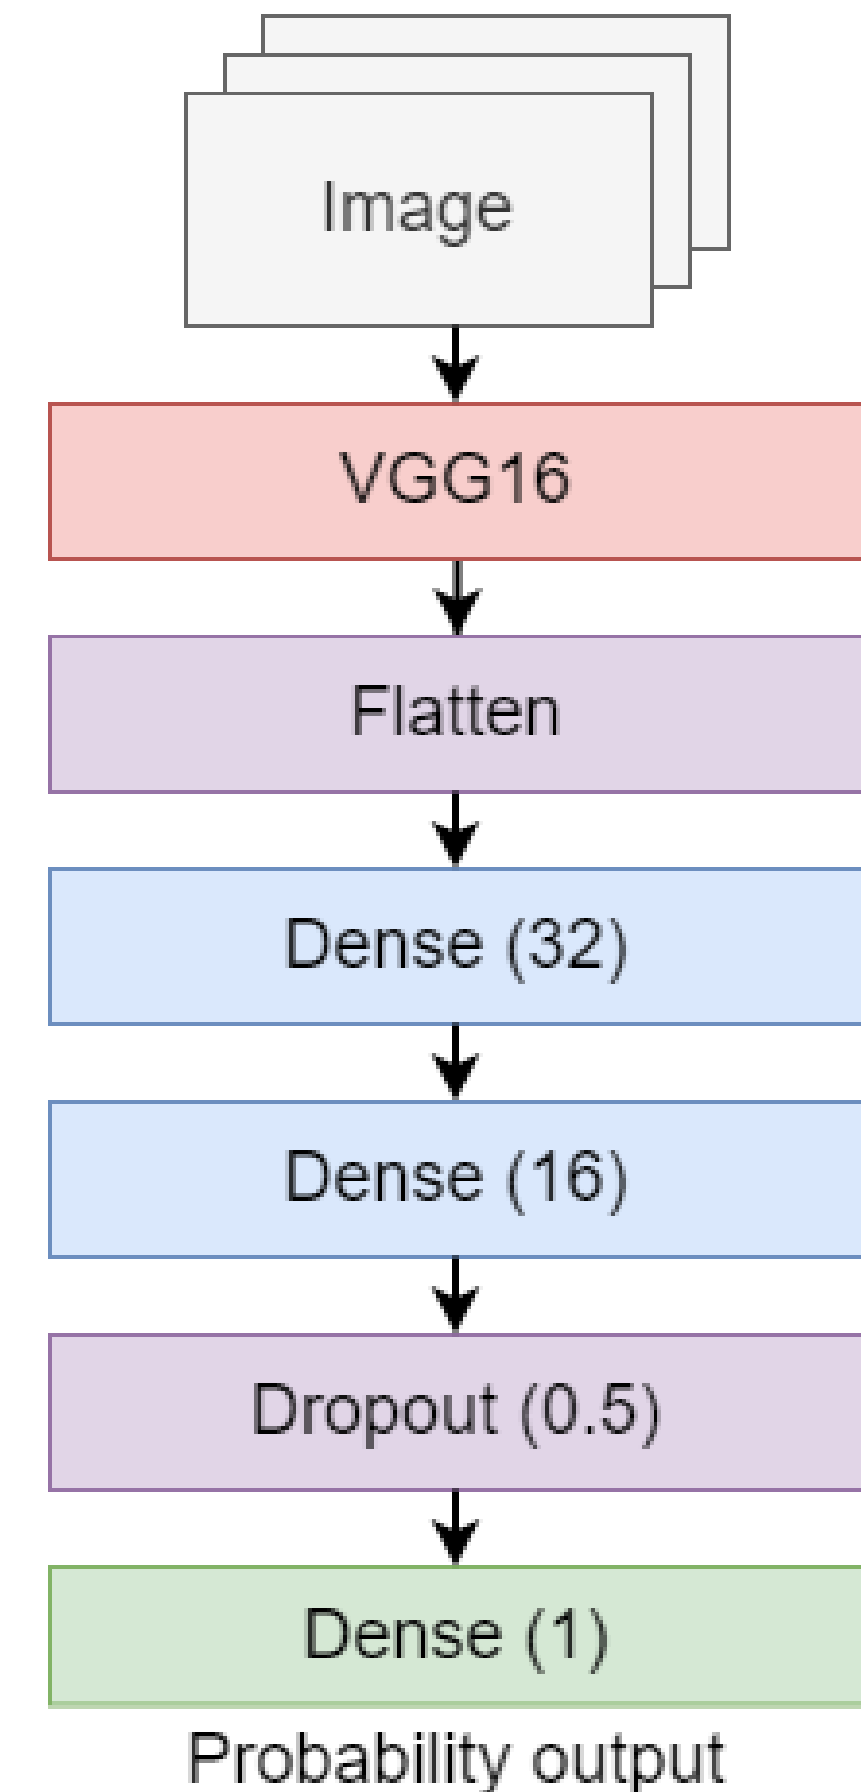 Image
VGG16
Flatten
Dense (32)
Dense (16)
Dropout (0.5)
Dense (1)
Probability output